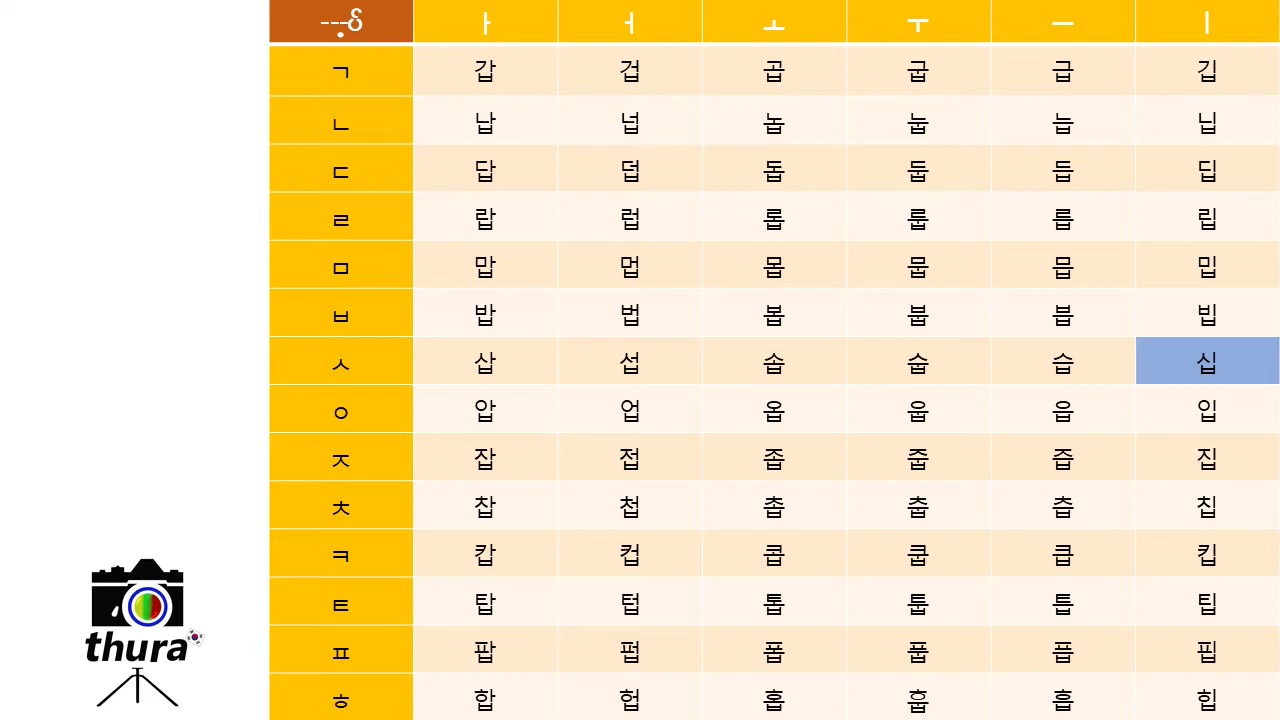 ㅏ ㅓ ㅗ ㅜ ㅡ ㅣ
ㄱ 갑 겁 곱 굽 급 깁
ㄴ 납 넙 놉 눕 늡 닙
ㄷ 답 덥 돕 둡 듭 딥
ㄹ 랍 럽 롭 룹 릅 립
ㅁ 맙 멉 몹 뭅 믑 밉
ㅂ 밥 법 봅 붑 븝 빕
ㅅ 삽 섭 솝 숩 습 십
ㅇ 압 업 옵 웁 읍 입
ㅈ 잡 접 좁 줍 즙 집
ㅊ 찹 첩 촙 춥 츱 칩
ㅋ 캅 컵 콥 쿱 큽 킵
ㅌ 탑 텁 톱 툽 틉 팁
ㅍ 팝 펍 폽 풉 픕 핍
ㅎ 합 헙 홉 훕 흡 힙
thura